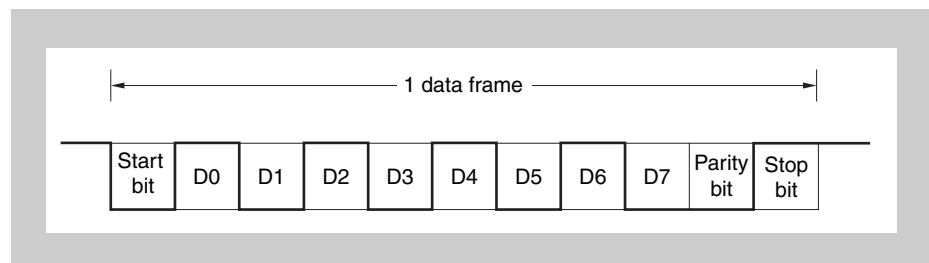 1 data frame
Start bit D0 D1 D2 D3 D4 D5 D6 D7 Parity bit Stop bit